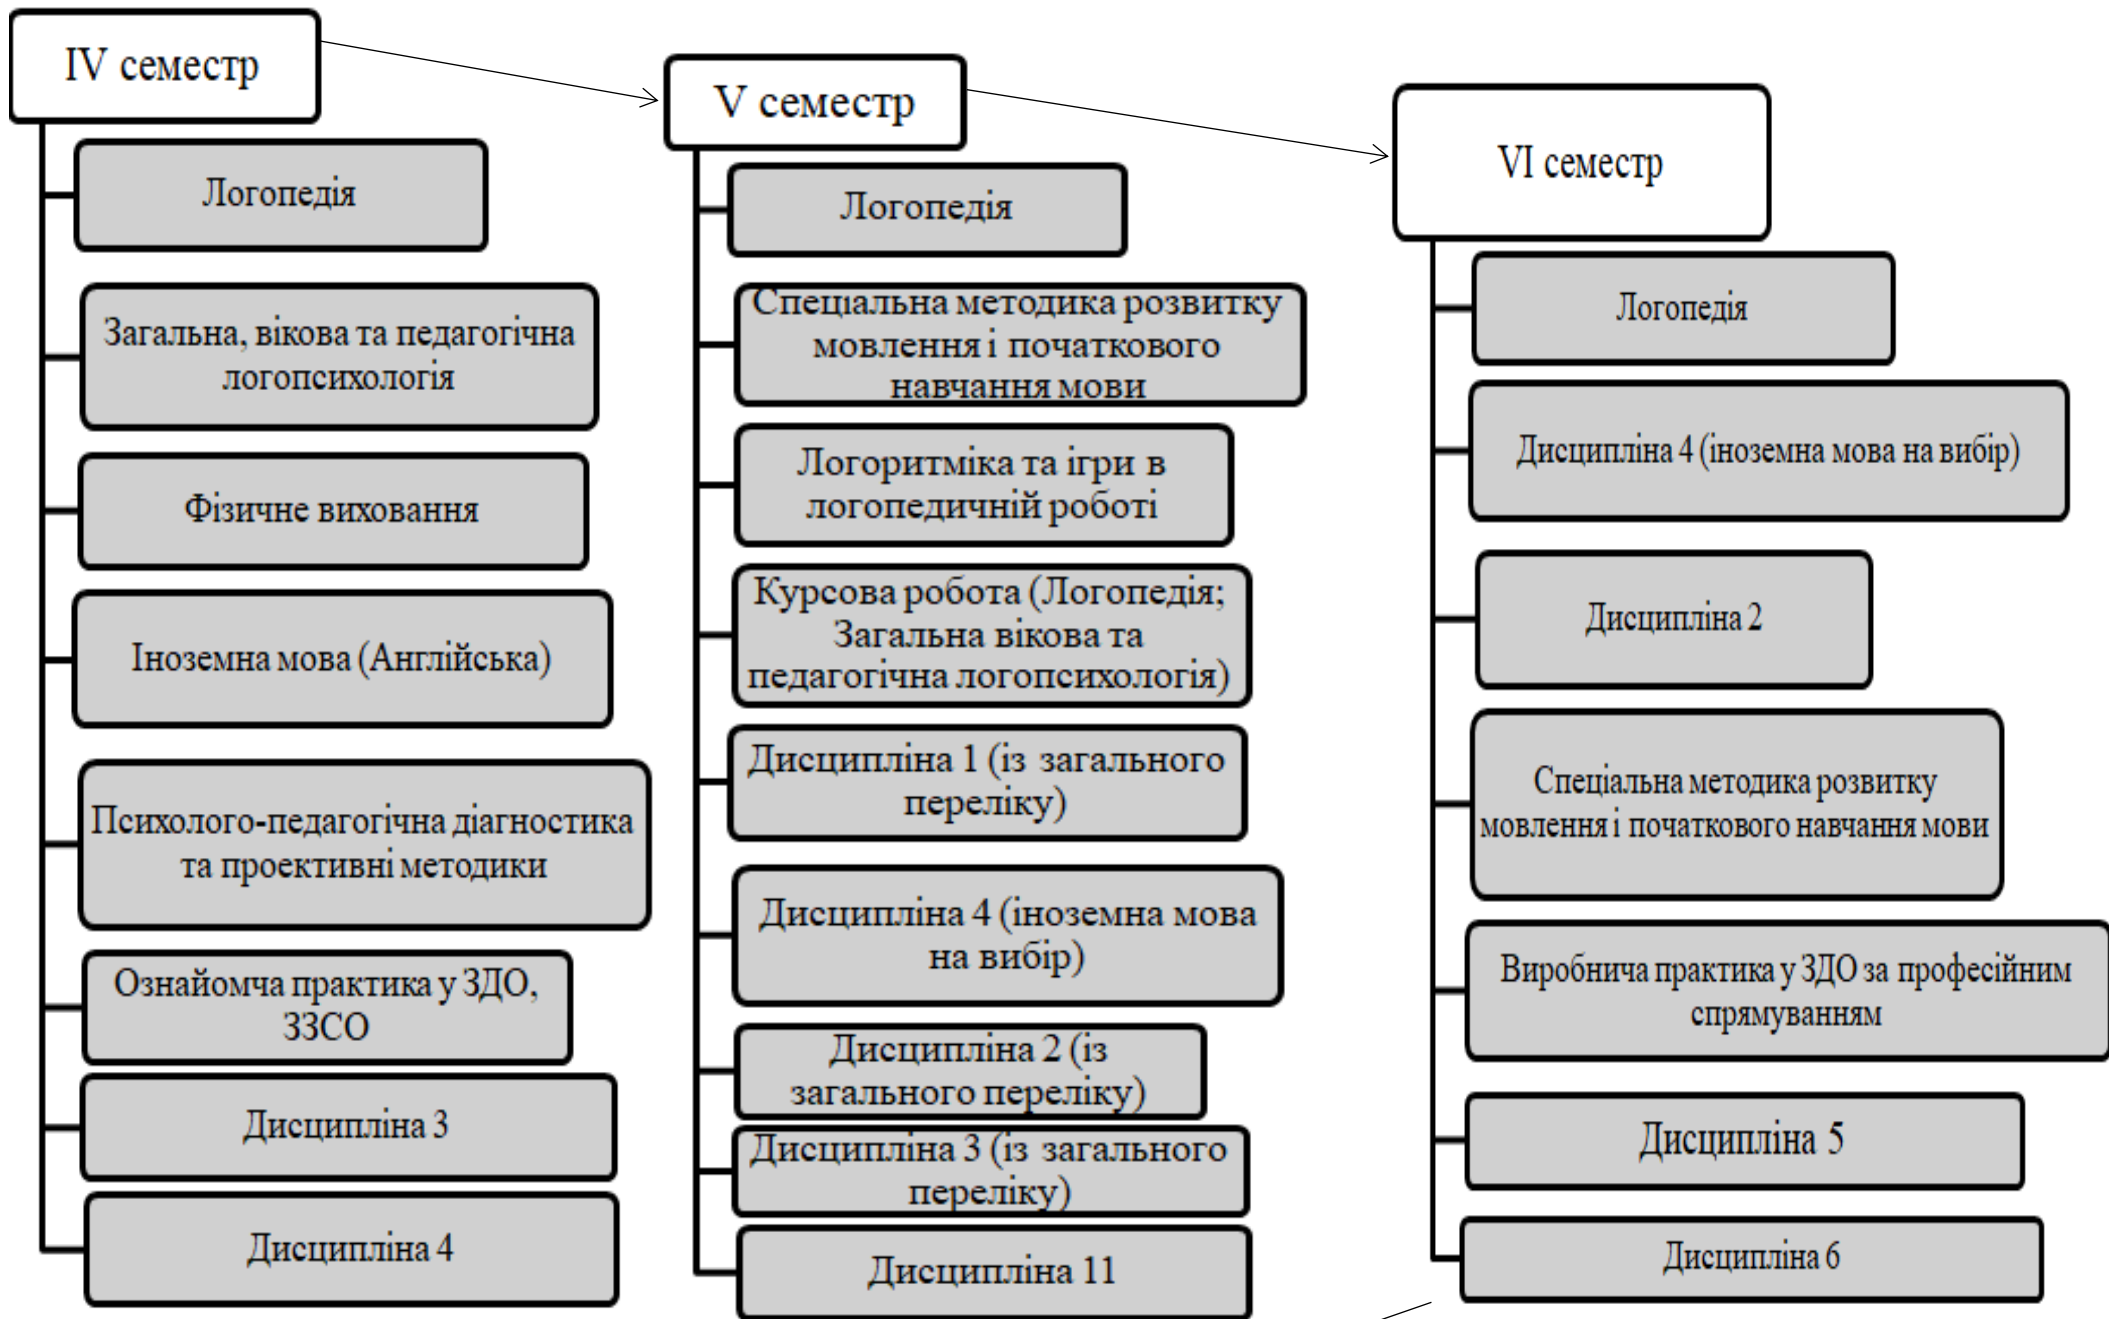 IV семестр
Логопедія
Загальна, вікова та педагогічна
логопсихологія
Фізичне виховання
Іноземна мова (Англійська)
Психолого-педагогічна діагностика
та проективні методики
Ознайомча практика у ЗДО,
ЗЗСО
Дисципліна 3
Дисципліна 4
V семестр
Логопедія
Спеціальна методика розвитку
мовлення і початкового
навчання мови
Логоритміка та ігри в
логопедичній роботі
Курсова робота (Логопедія;
Загальна вікова та
педагогічна логопсихологія)
Дисципліна 1 (із загального
переліку)
Дисципліна 4 (іноземна мова
на вибір)
Дисципліна 2 (із
загального переліку)
Дисципліна 3 (із загального
переліку)
Дисципліна 11
VI семестр
Логопедія
Дисципліна 4 (іноземна мова на вибір)
Дисципліна 2
Спеціальна методика розвитку
мовлення і початкового навчання мови
Виробнича практика у ЗДО за професійним
спрямуванням
Дисципліна 5
Дисципліна 6